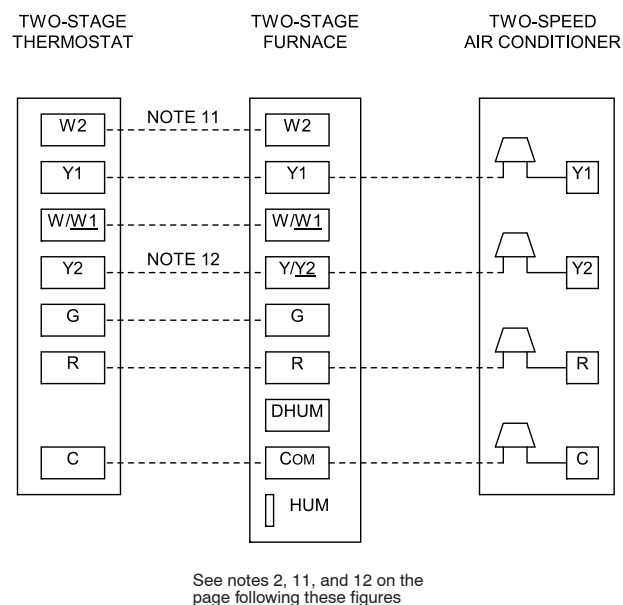 TWO-STAGE
THERMOSTAT
TWO-STAGE
FURNACE
TWO-SPEED
AIR CONDITIONER
W2
NOTE 11
W2
Y1
Y1
Y1
W/W1
W/W1
Y2
NOTE 12
Y/Y2
Y2
G
G
R
R
R
DHUM
C
COM
C
HUM
See notes 2, 11, and 12 on the
page following these figures